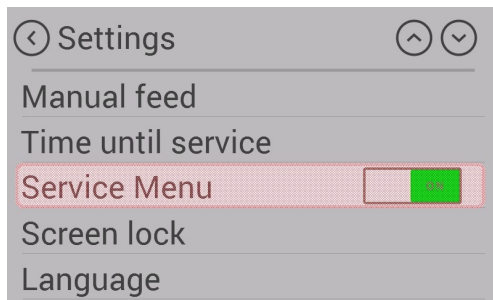 Settings
Manual feed
Time until service
Service Menu
Screen lock
Language